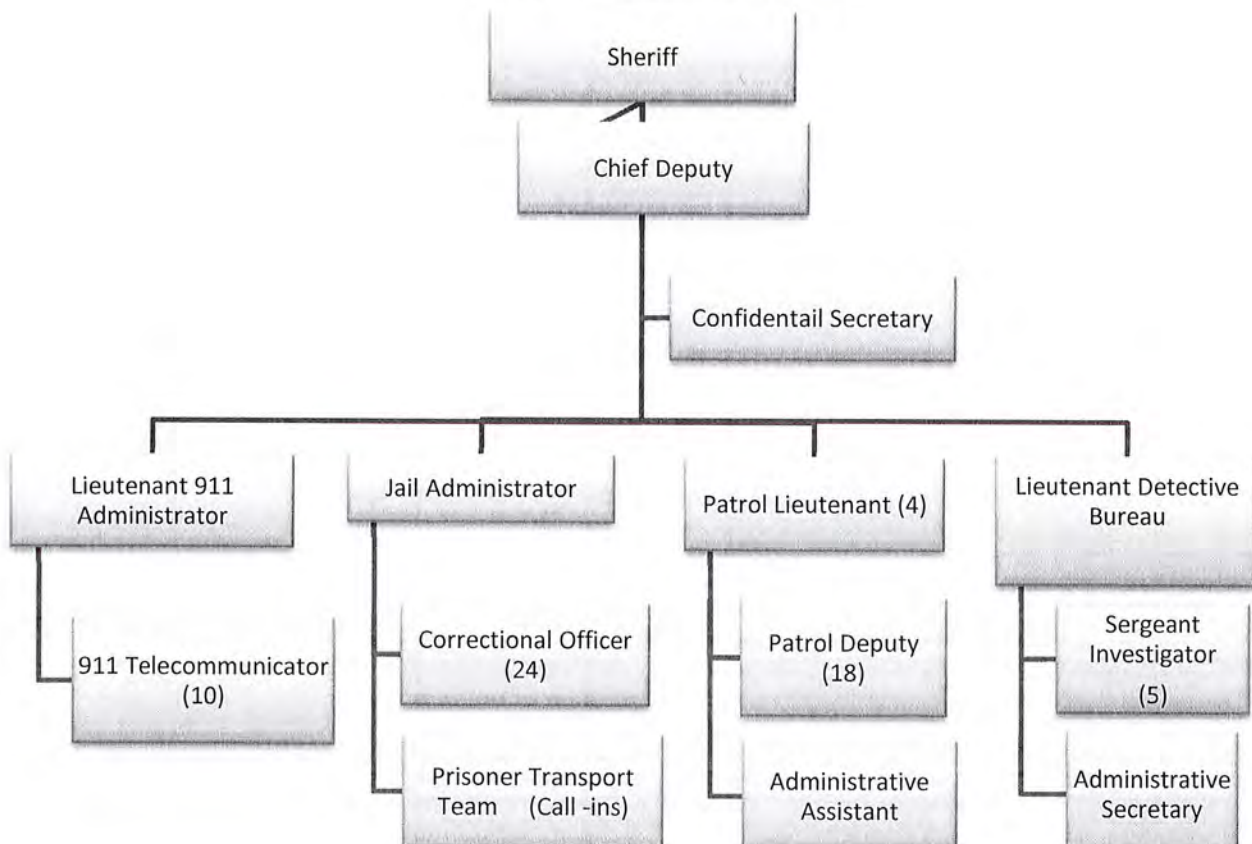 Sheriff
Chief Deputy
Confidentail Secretary
Lieutenant 911
Administrator
Jail Administrator
Patrol Lieutenant (4)
Lieutenant Detective
Bureau
911 Telecommunicator
(10)
Correctional Officer
(24)
Prisoner Transport
Team (Call -ins)
Patrol Deputy
(18)
Administrative
Assistant
Sergeant
Investigator
(5)
Administrative
Secretary